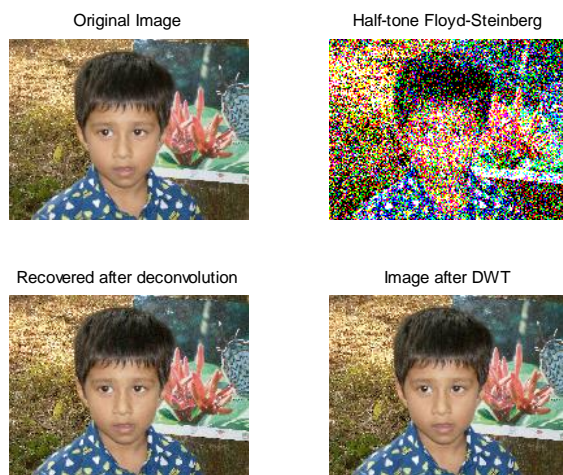 Original Image
Half-tone Floyd-Steinberg
Recovered after deconvolution
Image after DWT